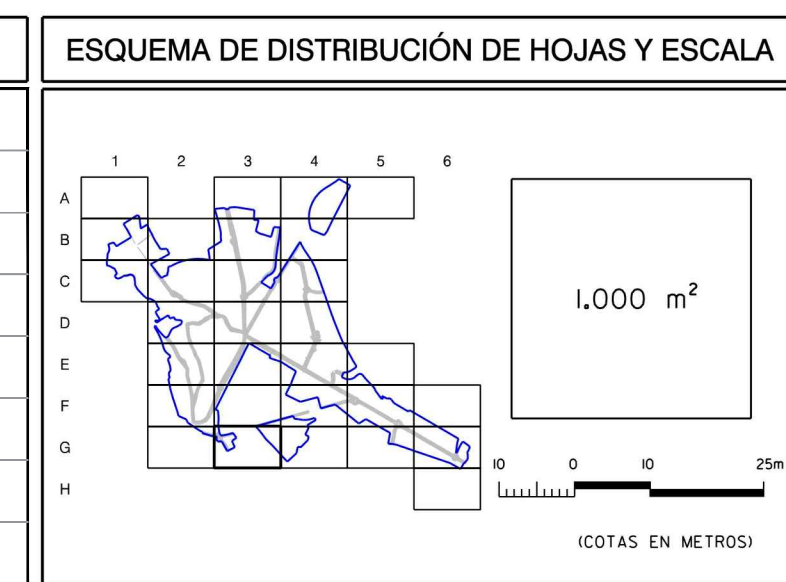 ESQUEMA DE DISTRIBUCIÓN DE HOJAS Y ESCALA
1 2 3 4 5 6
A
B
C
D
E
F
G
H
1.000 m²
10 0 10 25m
(COTAS EN METROS)